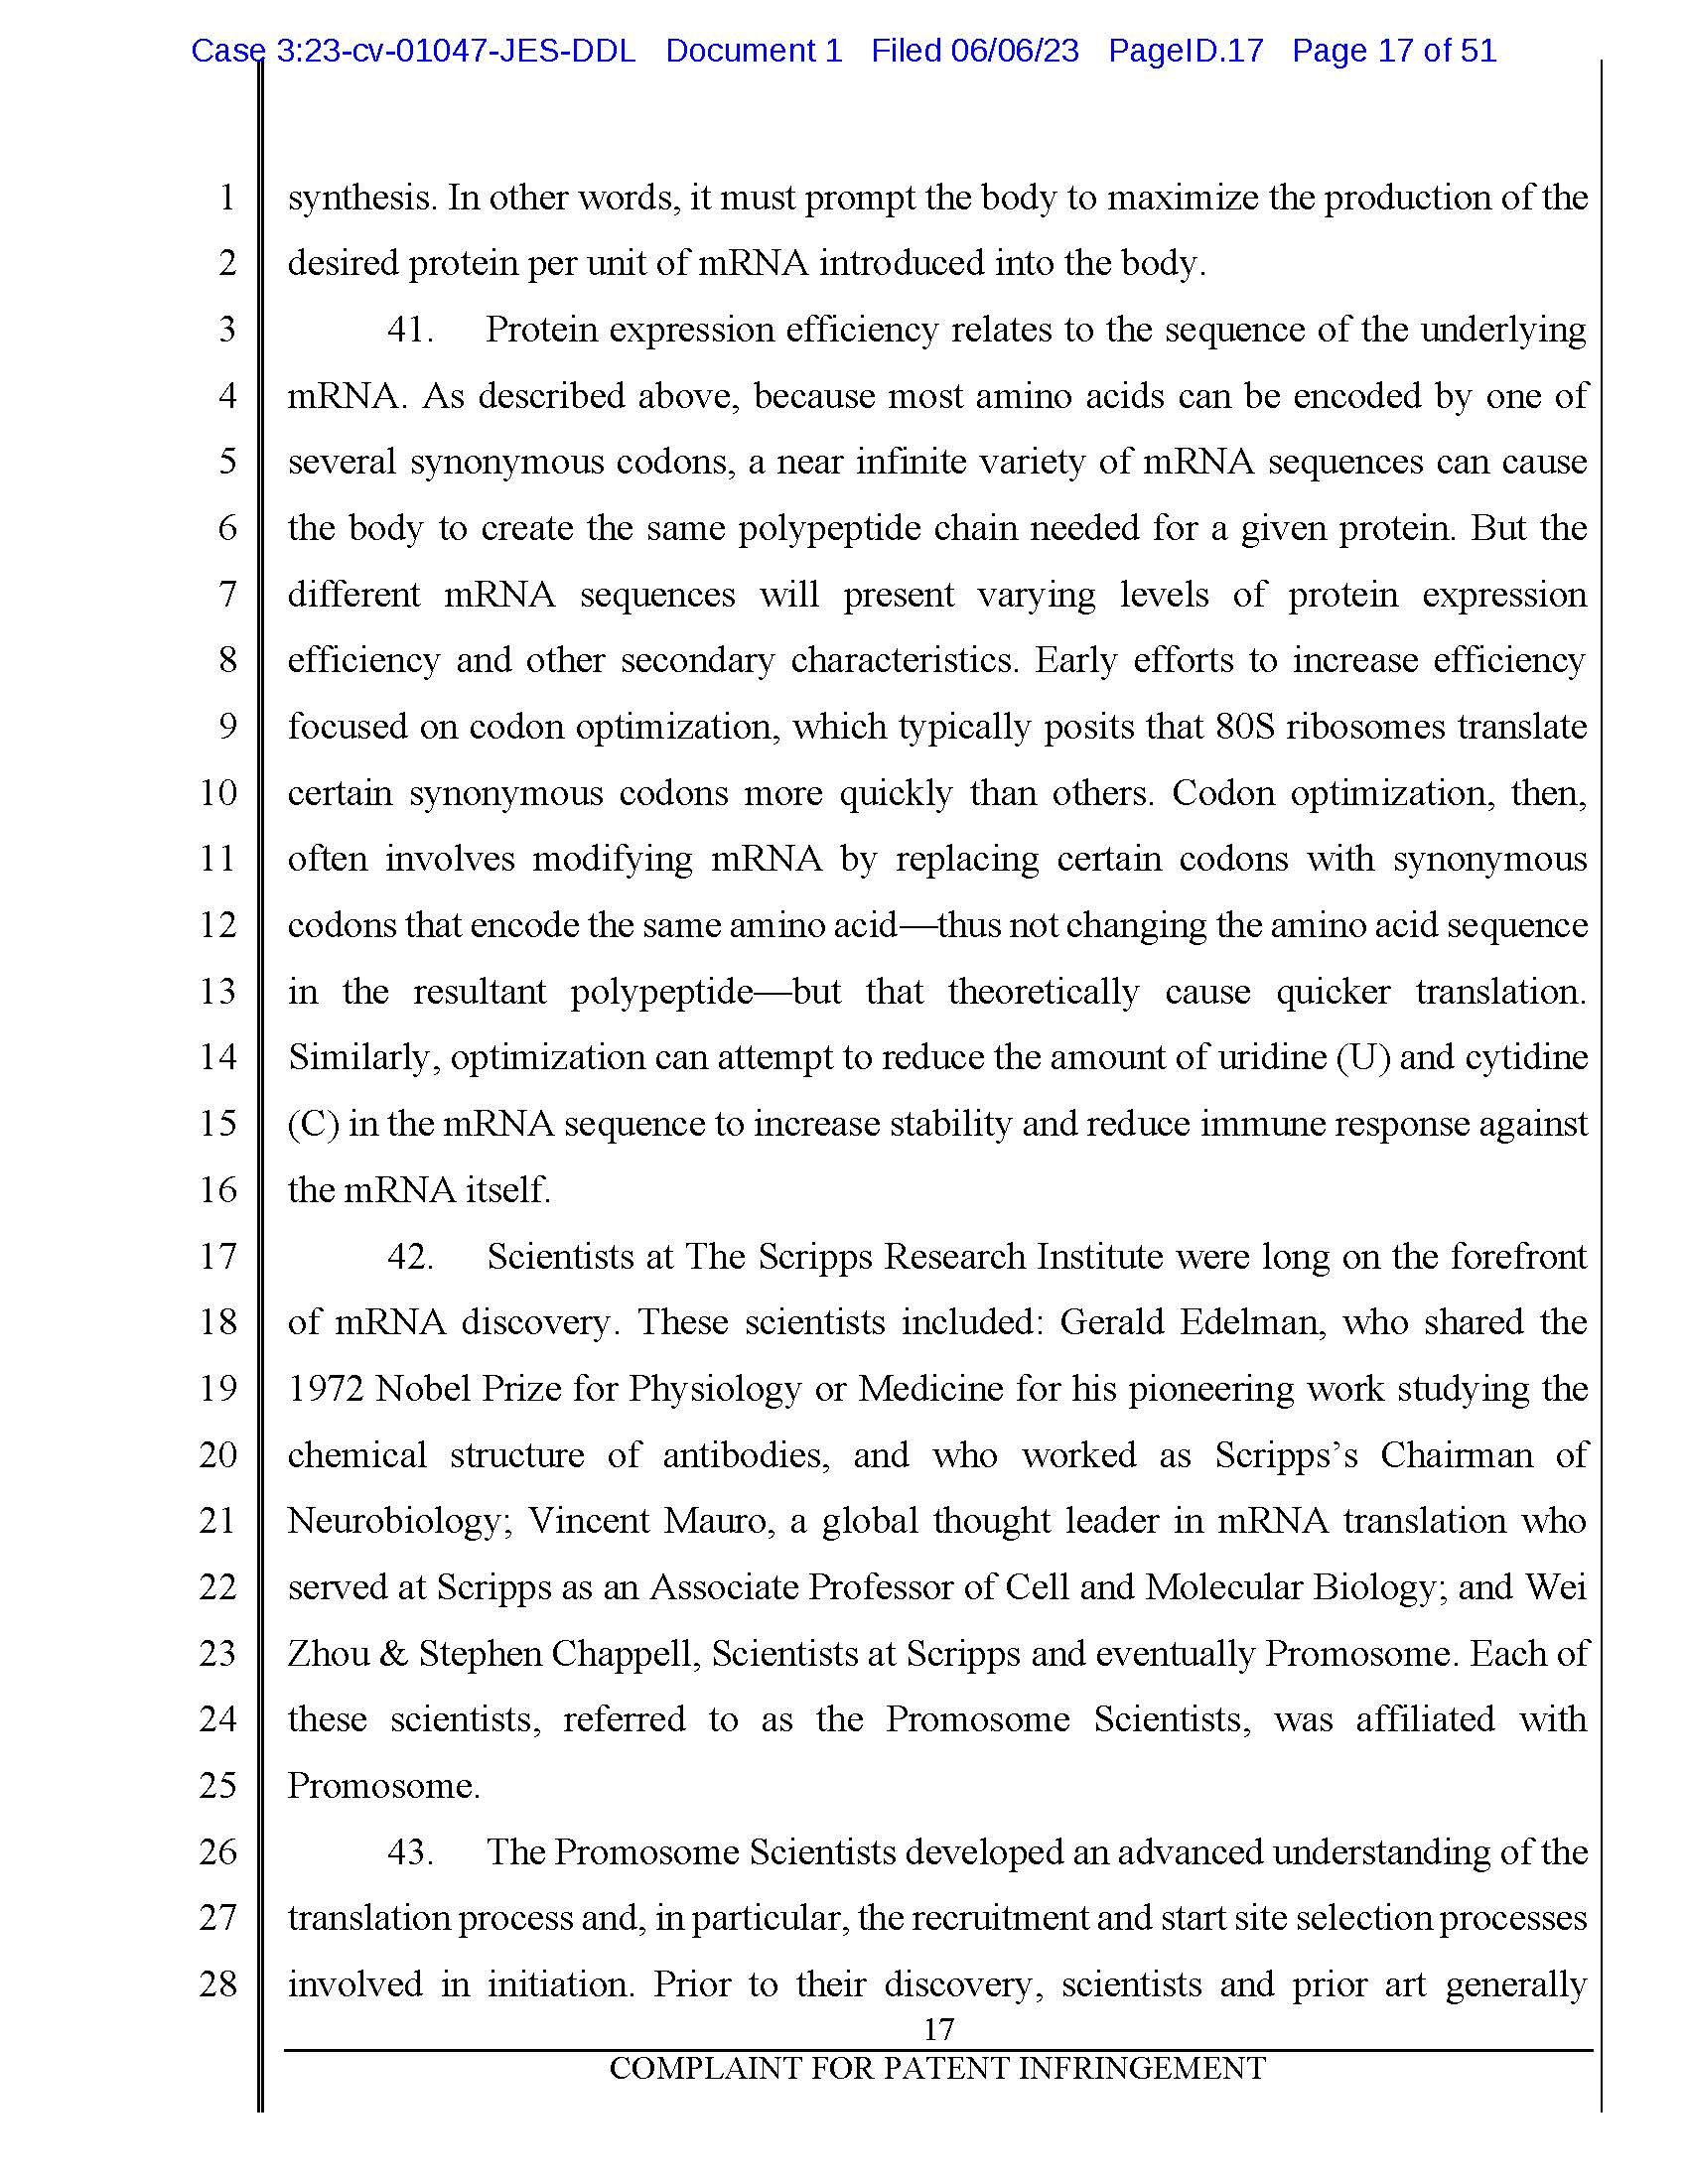 Case 3:23-cv-01047-JES-DDL Document 1 Filed 06/06/23 PageID.17 Page 17 of 51
1 synthesis. In other words, it must prompt the body to maximize the production of the
2 desired protein per unit of mRNA introduced into the body.
3 41. Protein expression efficiency relates to the sequence of the underlying
4 mRNA. As described above, because most amino acids can be encoded by one of
5 several synonymous codons, a near infinite variety of mRNA sequences can cause
6 the body to create the same polypeptide chain needed for a given protein. But the
7 different mRNA sequences will present varying levels of protein expression
8 efficiency and other secondary characteristics. Early efforts to increase efficiency
9 focused on codon optimization, which typically posits that 80S ribosomes translate
10 certain synonymous codons more quickly than others. Codon optimization, then,
11 often involves modifying mRNA by replacing certain codons with synonymous
12 codons that encode the same amino acid—thus not changing the amino acid sequence
13 in the resultant polypeptide—but that theoretically cause quicker translation.
14 Similarly, optimization can attempt to reduce the amount of uridine (U) and cytidine
15 (C) in the mRNA sequence to increase stability and reduce immune response against
16 the mRNA itself.
17 42. Scientists at The Scripps Research Institute were long on the forefront
18 of mRNA discovery. These scientists included: Gerald Edelman, who shared the
19 1972 Nobel Prize for Physiology or Medicine for his pioneering work studying the
20 chemical structure of antibodies, and who worked as Scripps’s Chairman of
21 Neurobiology; Vincent Mauro, a global thought leader in mRNA translation who
22 served at Scripps as an Associate Professor of Cell and Molecular Biology; and Wei
23 Zhou & Stephen Chappell, Scientists at Scripps and eventually Promosome. Each of
24 these scientists, referred to as the Promosome Scientists, was affiliated with
25 Promosome.
26 43. The Promosome Scientists developed an advanced understanding of the
27 translation process and, in particular, the recruitment and start site selection processes
28 involved in initiation. Prior to their discovery, scientists and prior art generally
17
COMPLAINT FOR PATENT INFRINGEMENT